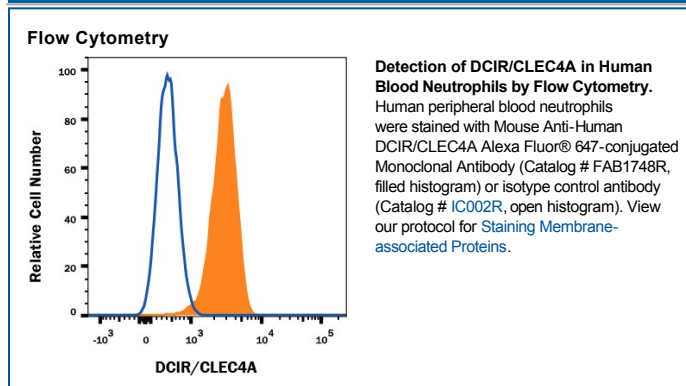 Flow Cytometry
Detection of DCIR/CLEC4A in Human
Blood Neutrophils by Flow Cytometry.
Human peripheral blood neutrophils
were stained with Mouse Anti-Human
DCIR/CLEC4A Alexa Fluor® 647-conjugated
Monoclonal Antibody (Catalog # FAB1748R,
filled histogram) or isotype control antibody
(Catalog # IC002R, open histogram). View
our protocol for Staining Membrane-
associated Proteins.
Relative Cell Number
100
80
60
40
20
0
-10³ 0 10³ 10⁴ 10⁵
DCIR/CLEC4A